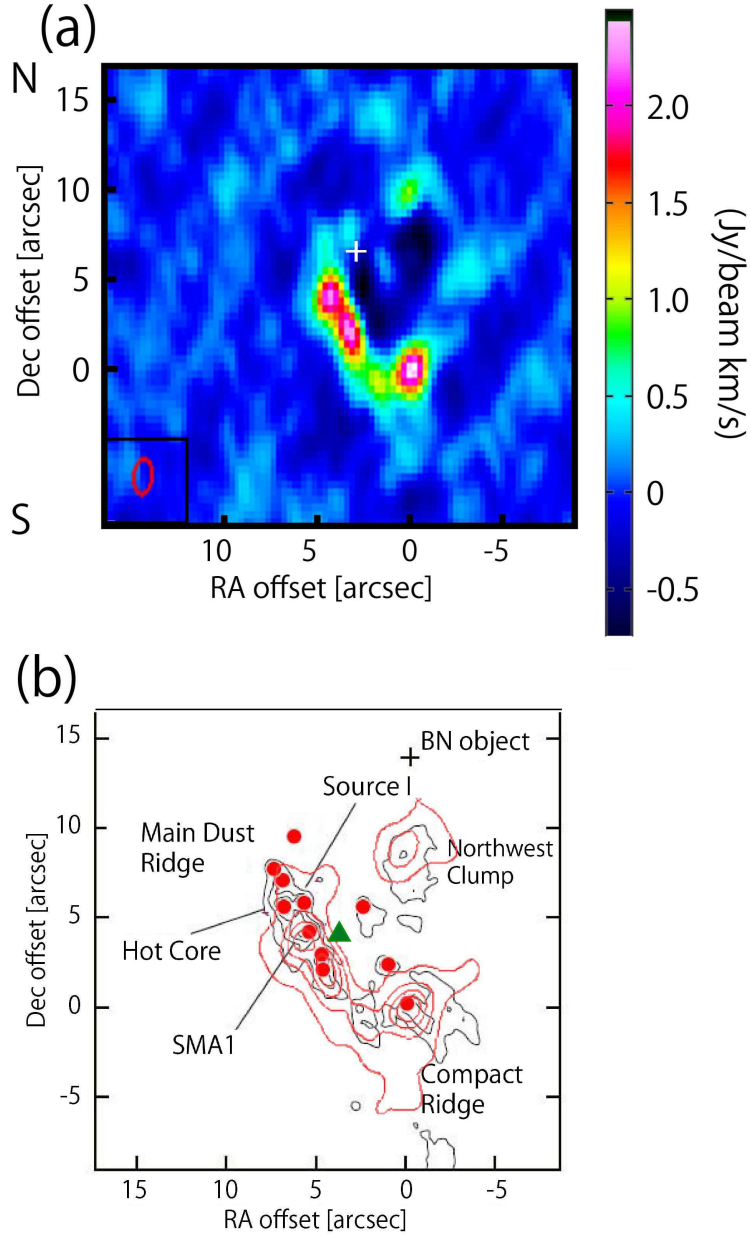 (a)
N
S
15
10
5
0
Dec offset [arcsec]
10
5
0
-5
RA offset [arcsec]
2.0
1.5
1.0
0.5
0
-0.5
(Jy/beam km/s)
(b)
15
10
5
0
-5
Dec offset [arcsec]
BN object
Source I
Main Dust
Ridge
Northwest
Clump
Hot Core
SMA1
Compact
Ridge
15
10
5
0
-5
RA offset [arcsec]